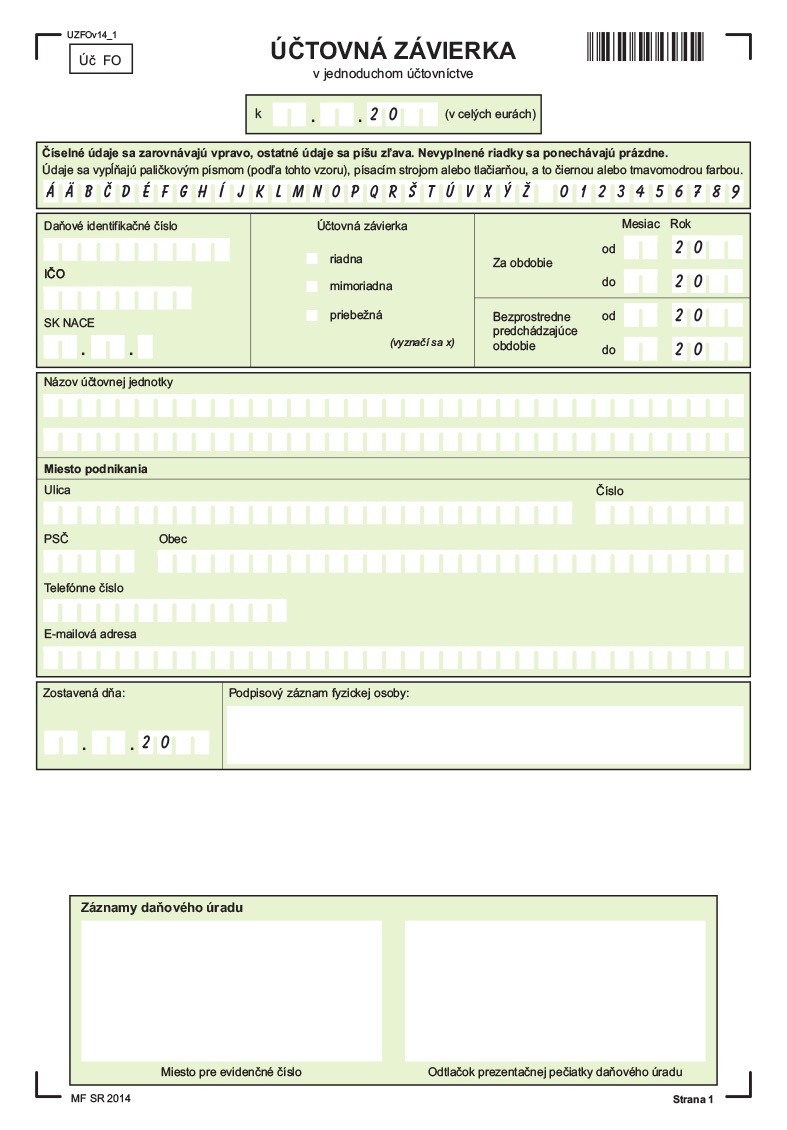 UZFOv14_1
Úč FO
ÚČTOVNÁ ZÁVIERKA
v jednoduchom účtovníctve
k . . 20 (v celých eurách)
Číselné údaje sa zarovnávajú vpravo, ostatné údaje sa píšu zľava. Nevyplnené riadky sa ponechávajú prázdne.
Údaje sa vypĺňajú paličkovým písmom (podľa tohto vzoru), písacím strojom alebo tlačiarňou, a to čiernou alebo tmavomodrou farbou.
Á Ä B Č D É F G H Í J K L M N O P Q R Š T Ú V X Ý Ž 0 1 2 3 4 5 6 7 8 9
Daňové identifikačné číslo
IČO
SK NACE
. .
Účtovná závierka
riadna
mimoriadna
priebežná
(vyznačí sa x)
Mesiac Rok
Za obdobie
od 20
do 20
Bezprostredne
predchádzajúce
obdobie
od 20
do 20
Názov účtovnej jednotky
Miesto podnikania
Ulica Číslo
PSČ Obec
Telefónne číslo
E-mailová adresa
Zostavená dňa:
. . 20
Podpisový záznam fyzickej osoby:
Záznamy daňového úradu
Miesto pre evidenčné číslo
Odtlačok prezentačnej pečiatky daňového úradu
MF SR 2014
Strana 1